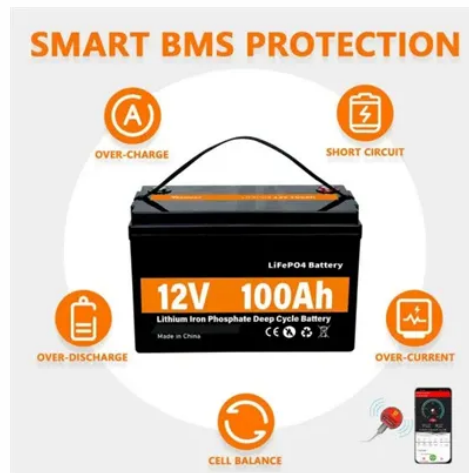 SMART BMS PROTECTION
OVER-CHARGE
SHORT CIRCUIT
LiFePO4 Battery
12V 100Ah
Lithium Iron Phosphate Deep Cycle Battery
Made in China
OVER-DISCHARGE
OVER-CURRENT
CELL BALANCE